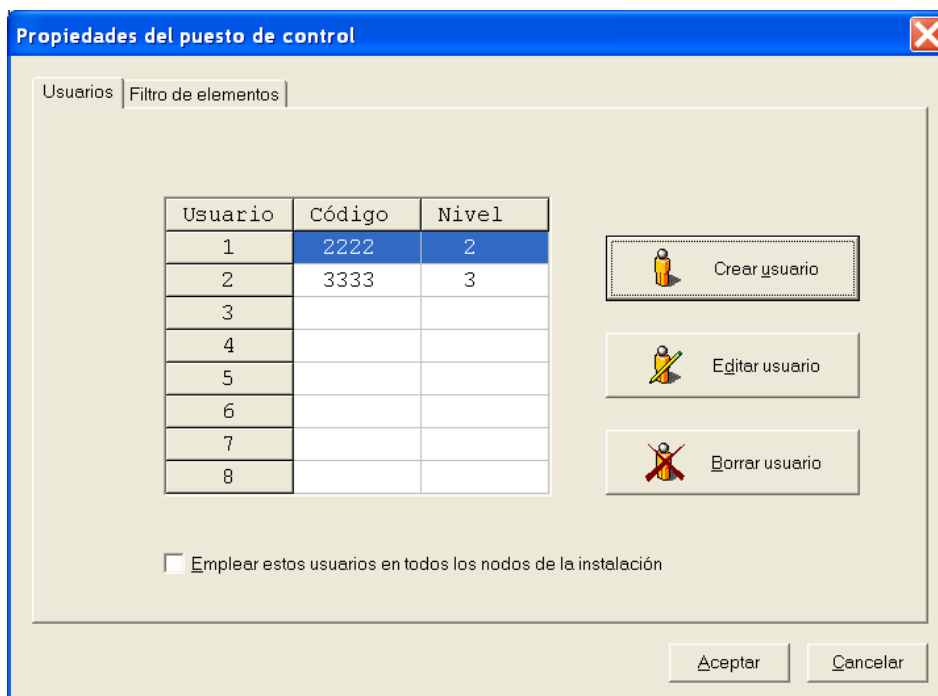 Propiedades del puesto de control
Usuarios Filtro de elementos
Usuario Código Nivel
1 2222 2
2 3333 3
3
4
5
6
7
8
Crear usuario
Editar usuario
Borrar usuario
Emplear estos usuarios en todos los nodos de la instalación
Aceptar Cancelar